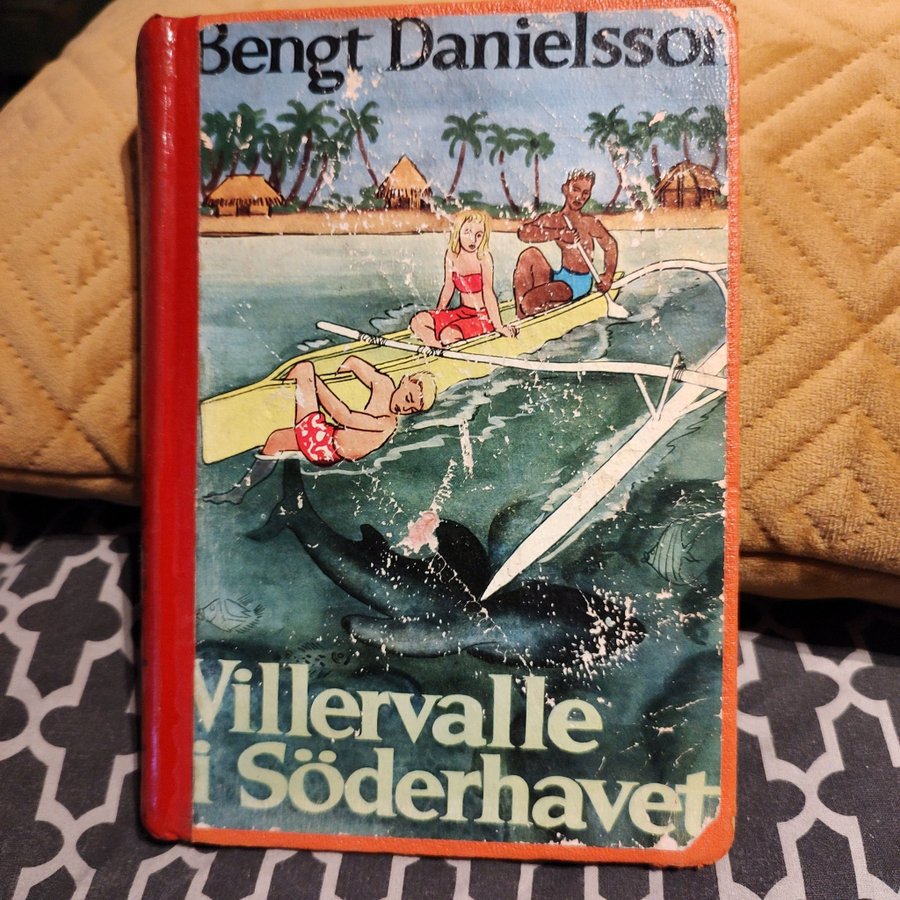 Bengt Danielsson
Villervalle
i Söderhavet